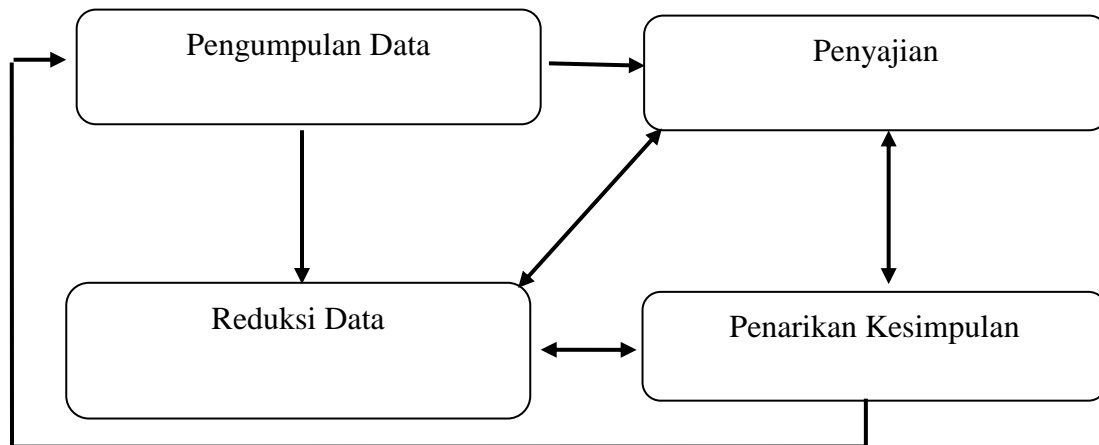 Pengumpulan Data
Penyajian
Reduksi Data
Penarikan Kesimpulan